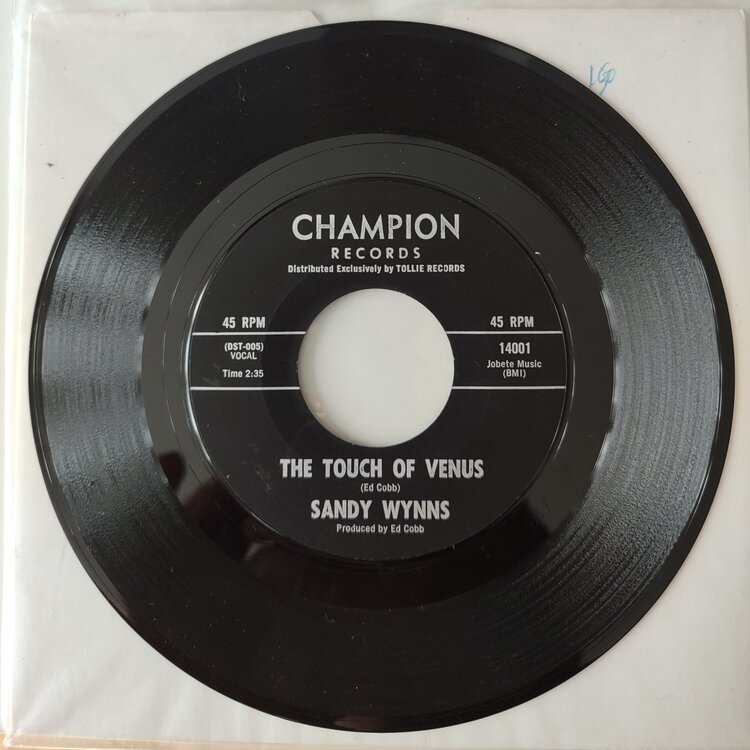 CHAMPION
RECORDS
Distributed Exclusively by TOLLIE RECORDS
45 RPM
(DST-005)
VOCAL
Time 2:35
45 RPM
14001
Jobete Music
(BMI)
THE TOUCH OF VENUS
(Ed Cobb)
SANDY WYNNS
Produced by Ed Cobb